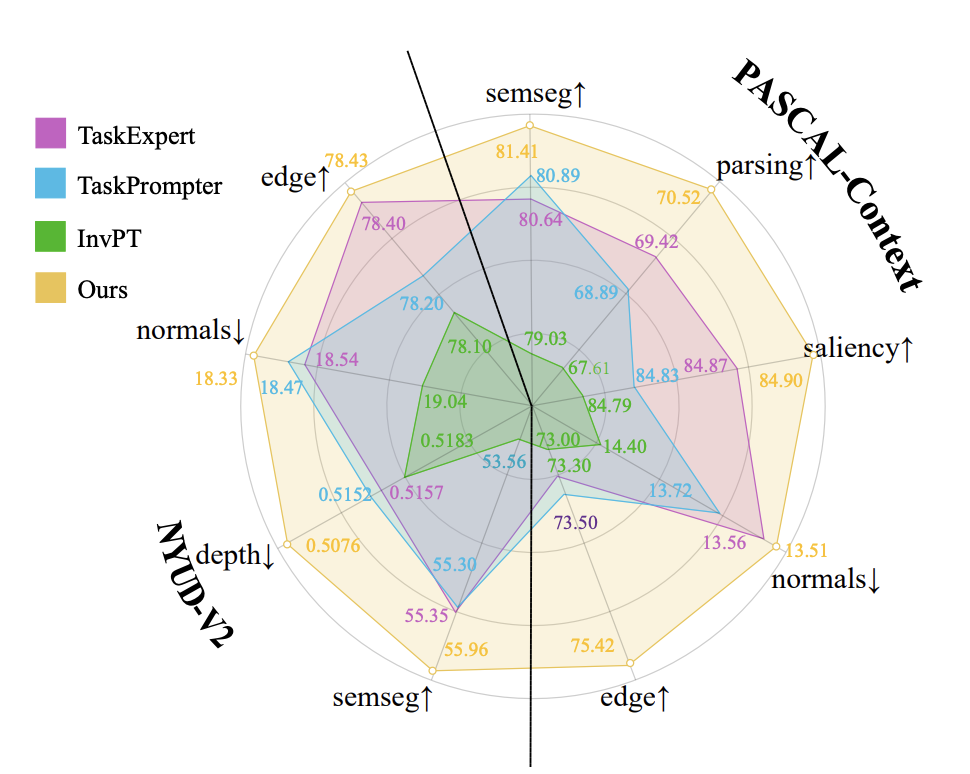 TaskExpert
TaskPrompter
InvPT
Ours
PASCAL-Context
semseg↑
81.41
80.89
80.64
79.03
parsing↑
70.52
69.42
68.89
67.61
saliency↑
84.90
84.87
84.83
84.79
normals↓
13.51
13.56
13.72
14.40
edge↑
75.42
73.50
73.30
73.00
NYUD-V2
semseg↑
55.96
55.35
55.30
53.56
depth↓
0.5076
0.5152
0.5157
0.5183
normals↓
18.33
18.47
18.54
19.04
edge↑
78.43
78.40
78.20
78.10